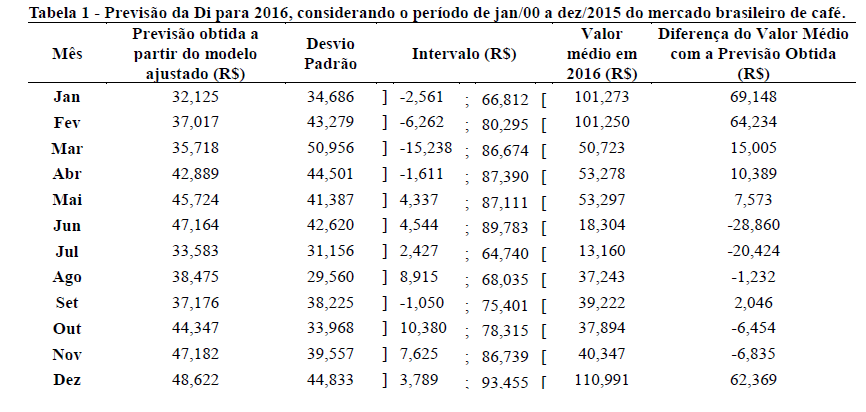 Tabela 1 - Previsão da Di para 2016, considerando o período de jan/00 a dez/2015 do mercado brasileiro de café.
Mês Previsão obtida a partir do modelo ajustado (R$) Desvio Padrão Intervalo (R$) Valor médio em 2016 (R$) Diferença do Valor Médio com a Previsão Obtida (R$)
Jan 32,125 34,686 ] -2,561 ; 66,812 [ 101,273 69,148
Fev 37,017 43,279 ] -6,262 ; 80,295 [ 101,250 64,234
Mar 35,718 50,956 ] -15,238 ; 86,674 [ 50,723 15,005
Abr 42,889 44,501 ] -1,611 ; 87,390 [ 53,278 10,389
Mai 45,724 41,387 ] 4,337 ; 87,111 [ 53,297 7,573
Jun 47,164 42,620 ] 4,544 ; 89,783 [ 18,304 -28,860
Jul 33,583 31,156 ] 2,427 ; 64,740 [ 13,160 -20,424
Ago 38,475 29,560 ] 8,915 ; 68,035 [ 37,243 -1,232
Set 37,176 38,225 ] -1,050 ; 75,401 [ 39,222 2,046
Out 44,347 33,968 ] 10,380 ; 78,315 [ 37,894 -6,454
Nov 47,182 39,557 ] 7,625 ; 86,739 [ 40,347 -6,835
Dez 48,622 44,833 ] 3,789 ; 93,455 [ 110,991 62,369